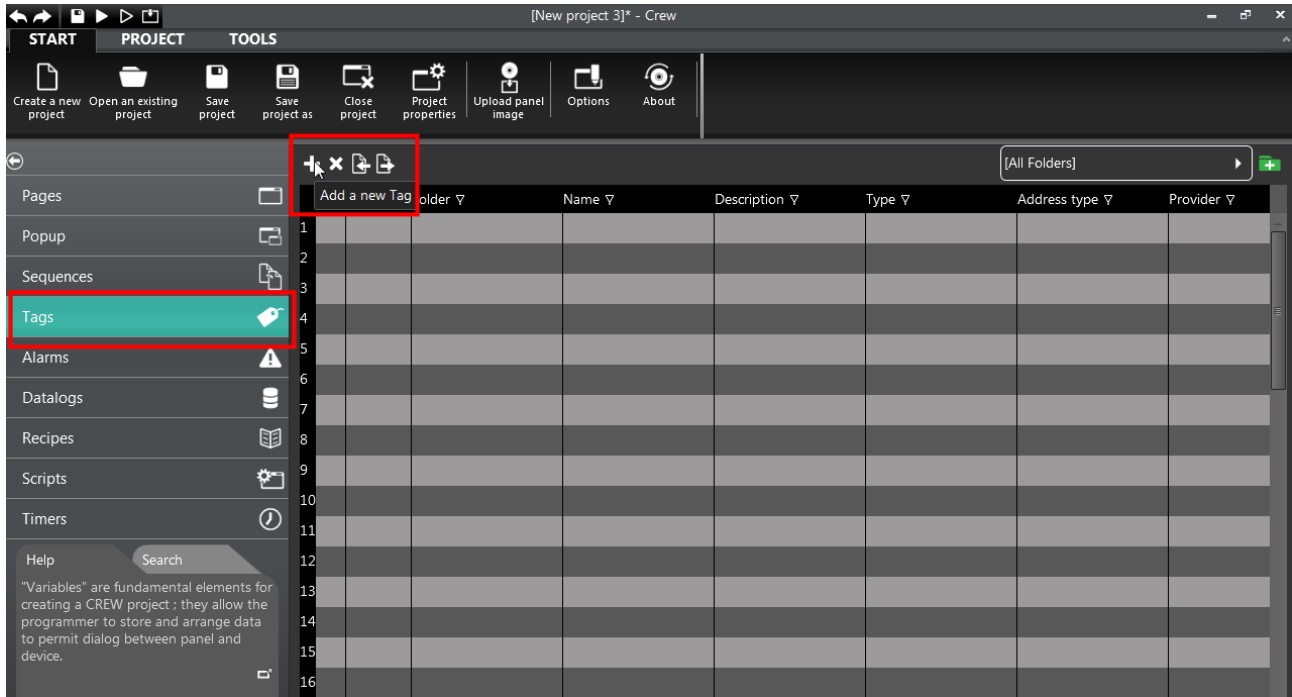 [New project 3]* - Crew
START PROJECT TOOLS
Create a new project
Open an existing project
Save project
Save project as
Close project
Project properties
Upload panel image
Options
About
[All Folders]
Add a new Tag
older Name Description Type Address type Provider
Pages
Popup
Sequences
Tags
Alarms
Datalogs
Recipes
Scripts
Timers
1
2
3
4
5
6
7
8
9
10
11
12
13
14
15
16
Help Search
"Variables" are fundamental elements for
creating a CREW project ; they allow the
programmer to store and arrange data
to permit dialog between panel and
device.